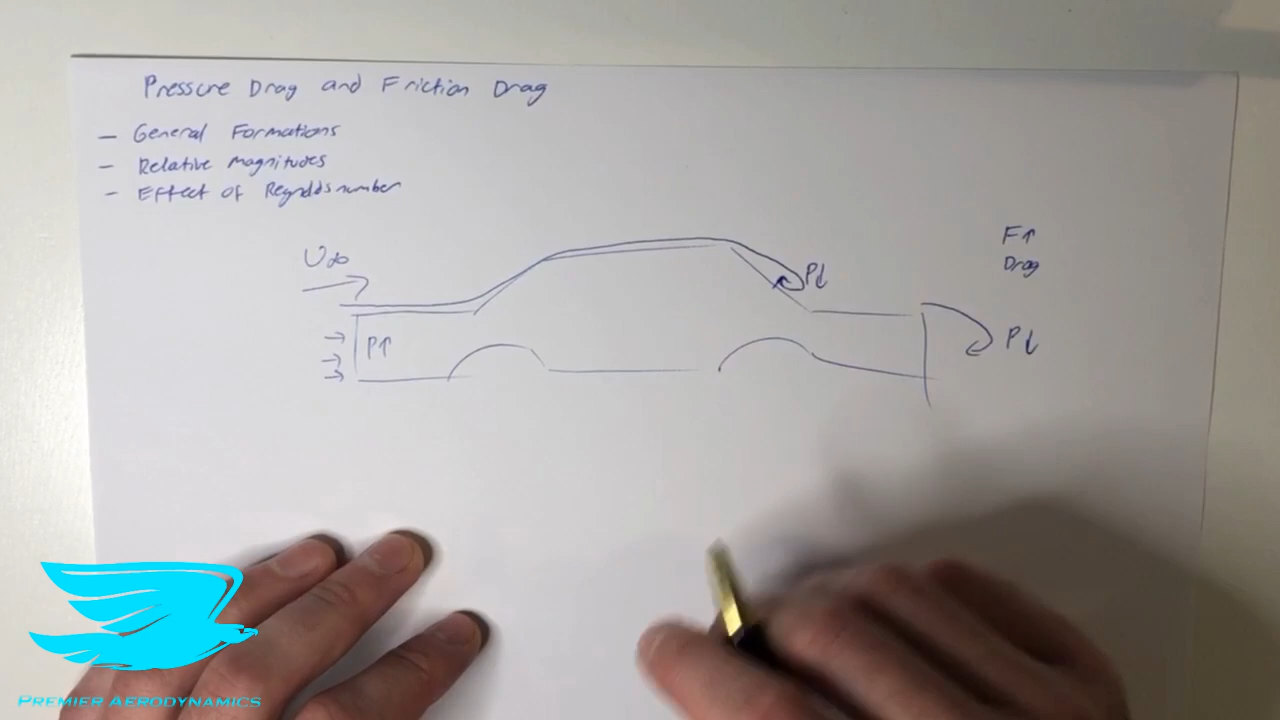 Pressure Drag and Friction Drag
- General Formations
- Relative Magnitudes
- Effect of Reynolds number
U∞
F↑
Drag
P↓
P↑
P↓
PREMIER AERODYNAMICS